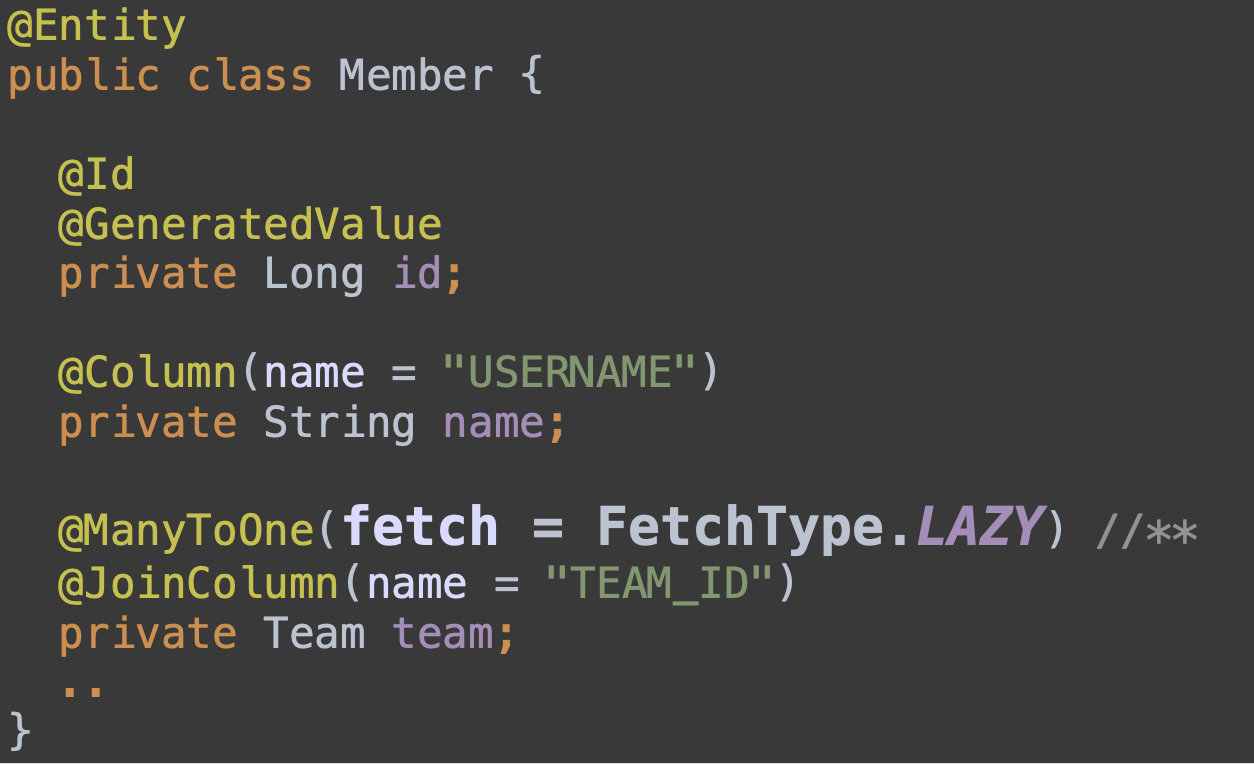 @Entity
public class Member {
@Id
@GeneratedValue
private Long id;
@Column(name = "USERNAME")
private String name;
@ManyToOne(fetch = FetchType.LAZY) //**
@JoinColumn(name = "TEAM_ID")
private Team team;
..
}